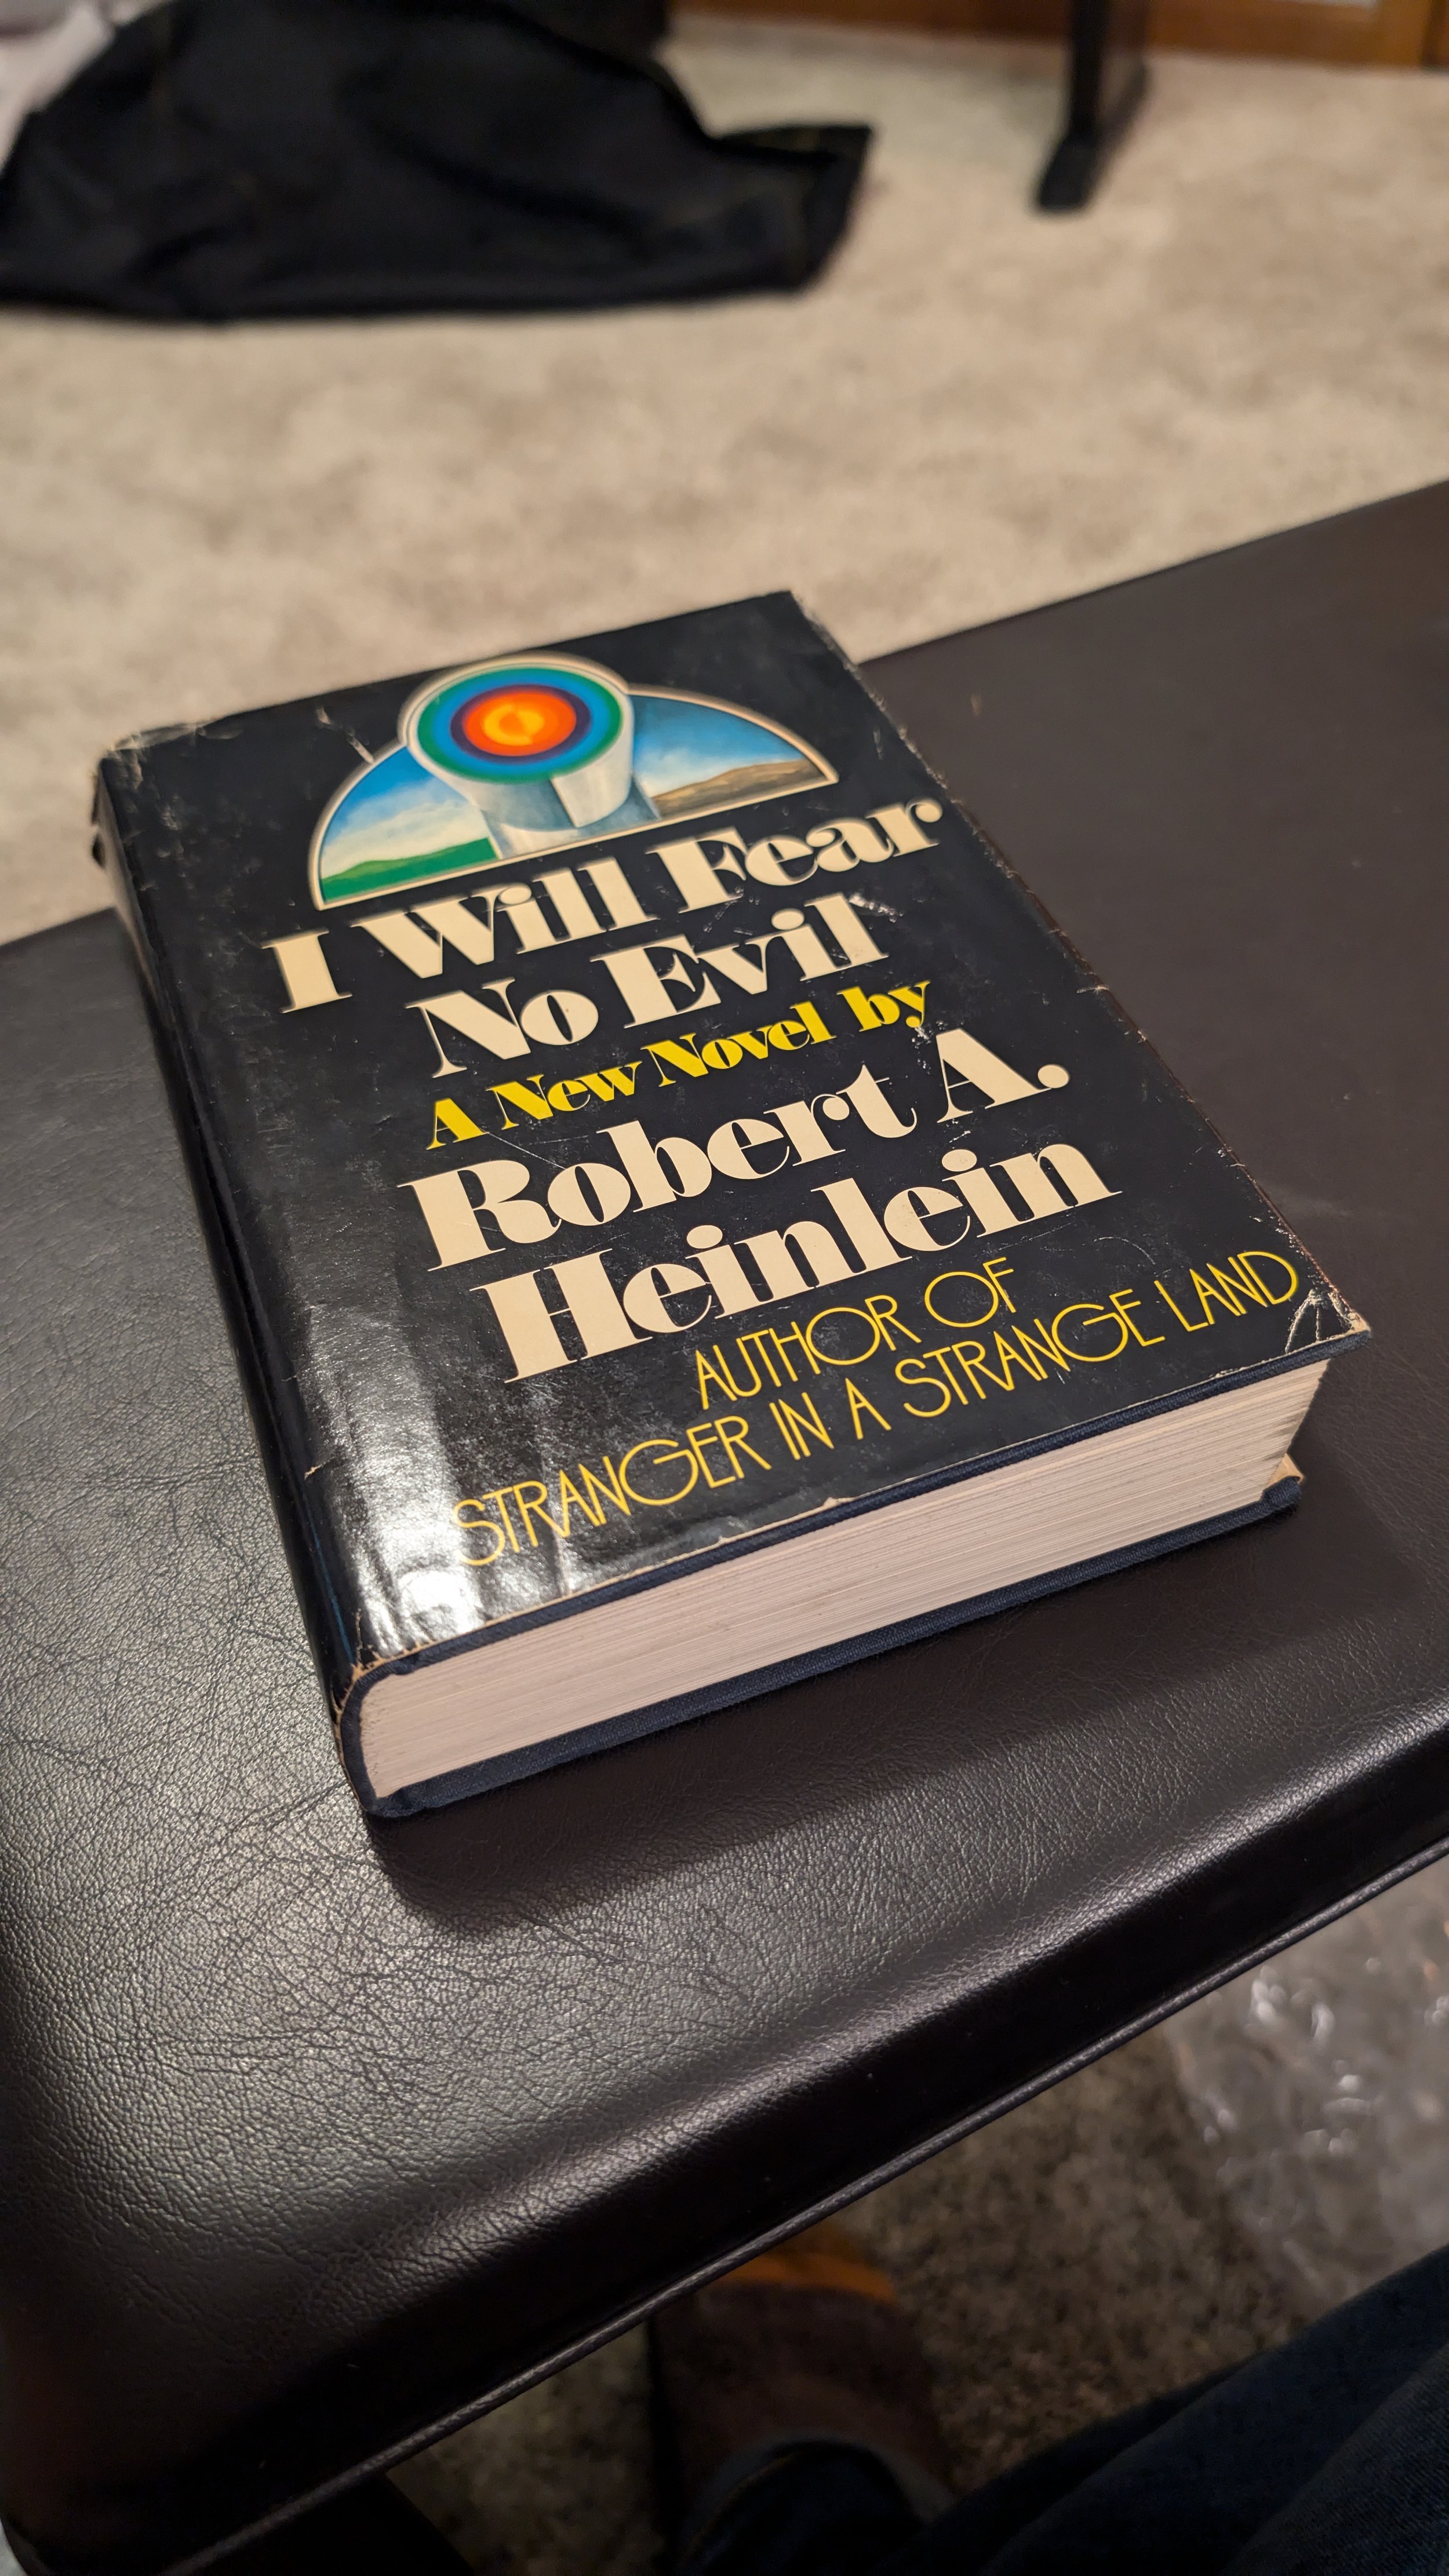 I Will Fear
No Evil
A New Novel by
Robert A.
Heinlein
AUTHOR OF
STRANGER IN A STRANGE LAND